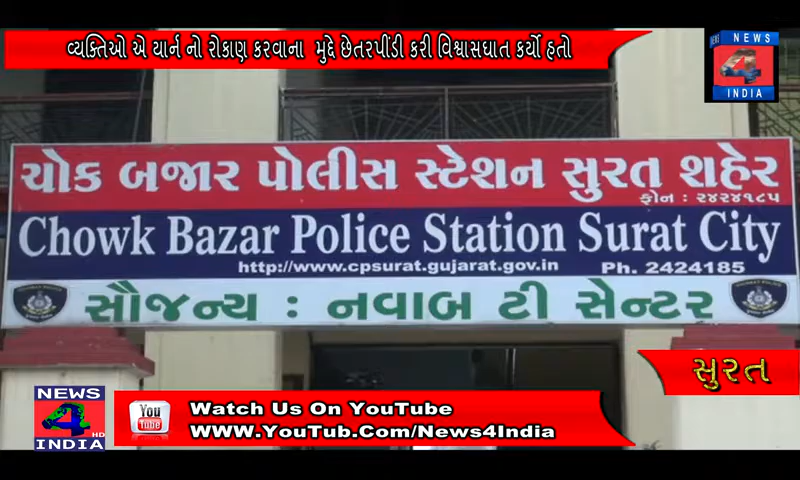 વ્યક્તિઓ એ યાર્ન નો રોકાણ કરવાના મુદ્દે છેતરપીંડી કરી વિશ્વાસઘાત કર્યો હતો
NEWS
4
INDIA
ચોક બજાર પોલીસ સ્ટેશન સુરત શહેર
ફોન : ૨૪૨૪૧૮૫
Chowk Bazar Police Station Surat City
http://www.cpsurat.gujarat.gov.in Ph. 2424185
સૌજન્ય : નવાબ ટી સેન્ટર
સુરત
NEWS
4 HD
INDIA
You Tube
Watch Us On YouTube
WWW.YouTub.Com/News4India